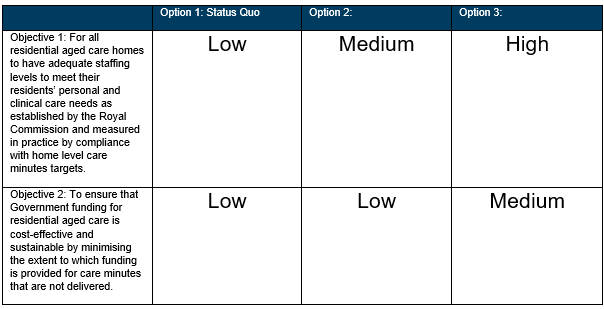 Option 1: Status Quo
Option 2:
Option 3:
Objective 1: For all
residential aged care homes
to have adequate staffing
levels to meet their
residents' personal and
clinical care needs as
established by the Royal
Commission and measured
in practice by compliance
with home level care
minutes targets.
Low
Medium
High
Objective 2: To ensure that
Government funding for
residential aged care is
cost-effective and
sustainable by minimising
the extent to which funding
is provided for care minutes
that are not delivered.
Low
Low
Medium